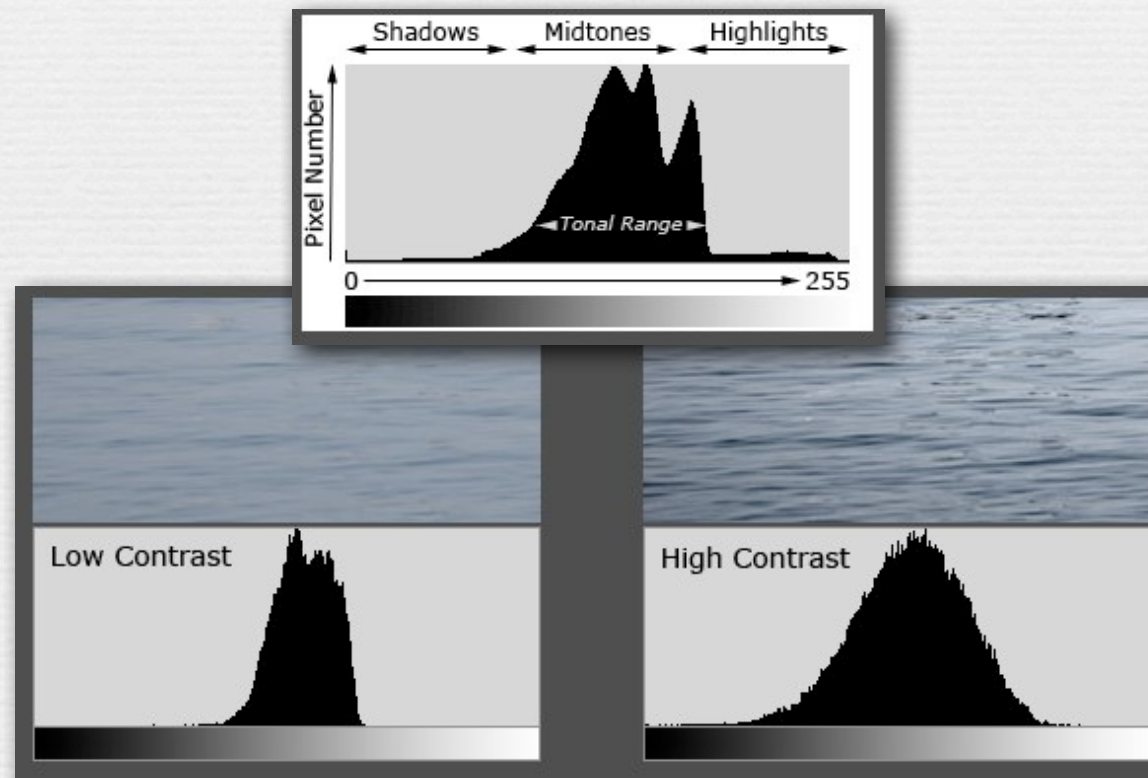 Shadows Midtones Highlights
Pixel Number
Tonal Range
0 255
Low Contrast
High Contrast